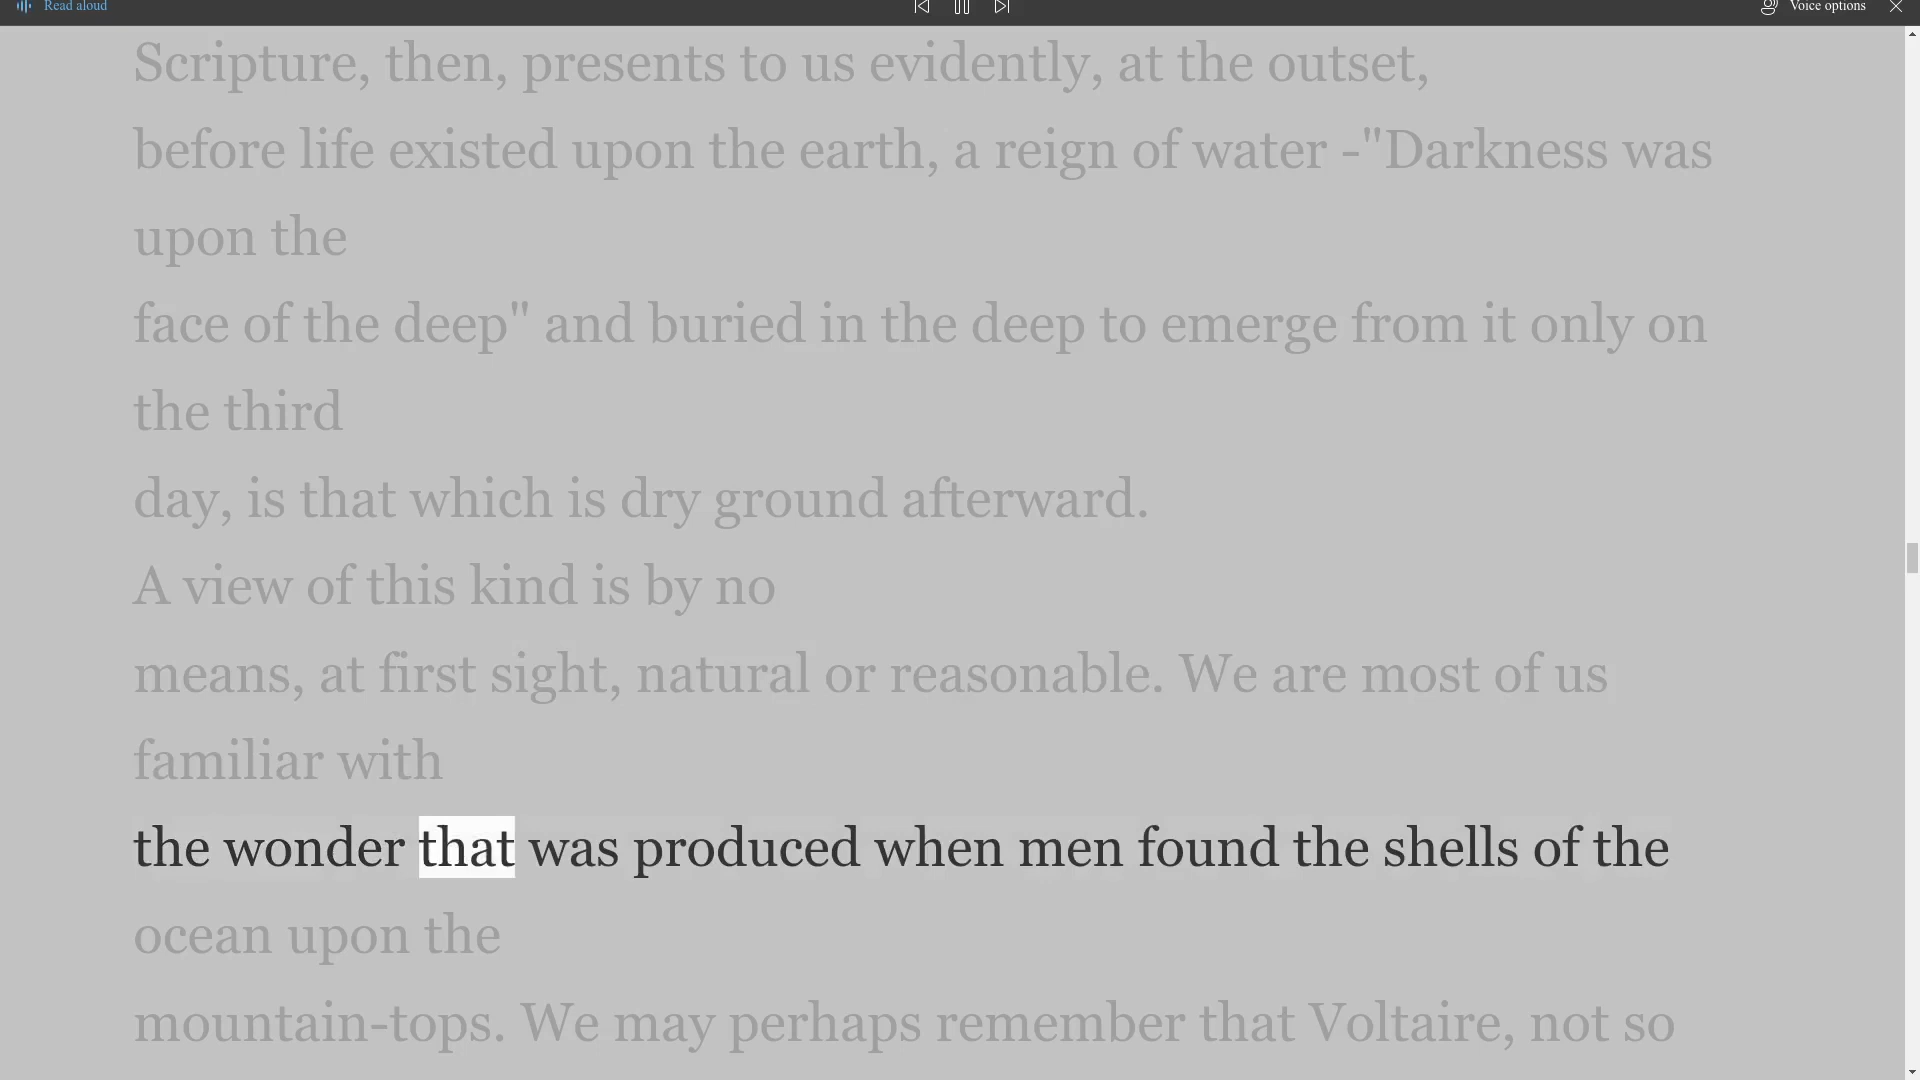 Read aloud
Voice options
Scripture, then, presents to us evidently, at the outset,
before life existed upon the earth, a reign of water -"Darkness was
upon the
face of the deep" and buried in the deep to emerge from it only on
the third
day, is that which is dry ground afterward.
A view of this kind is by no
means, at first sight, natural or reasonable. We are most of us
familiar with
the wonder that was produced when men found the shells of the
ocean upon the
mountain-tops. We may perhaps remember that Voltaire, not so